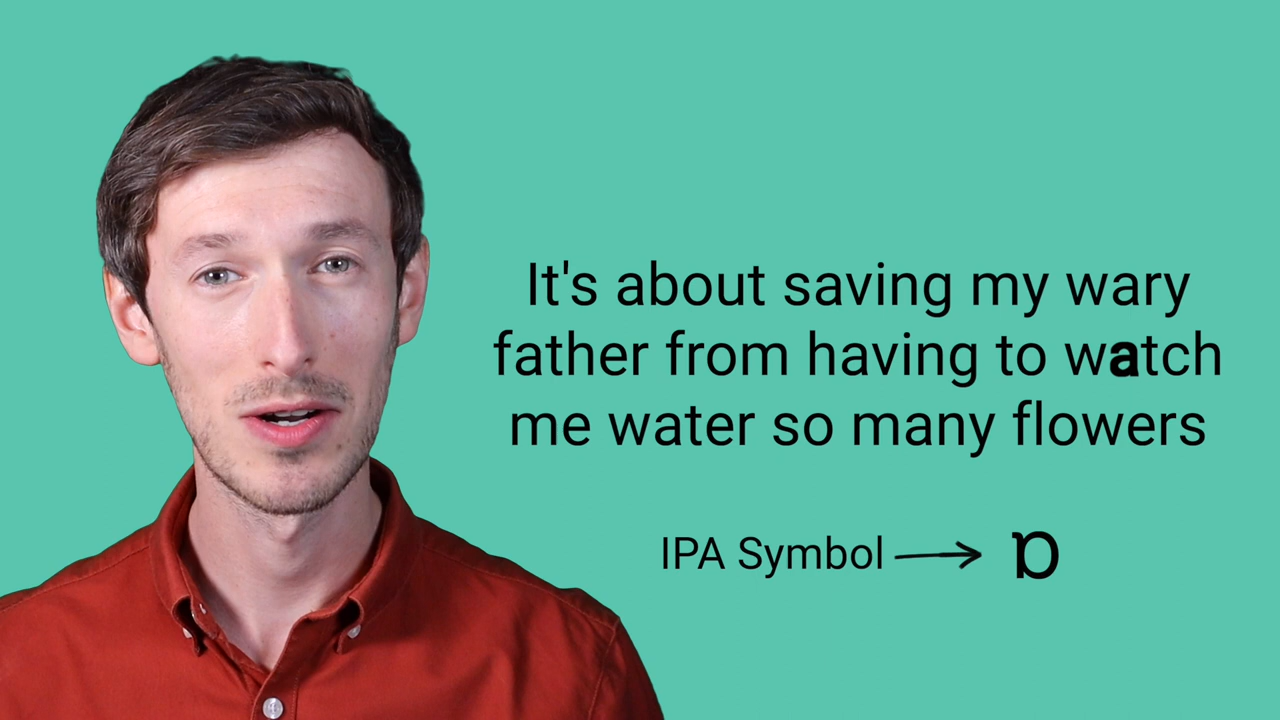 It's about saving my wary
father from having to watch
me water so many flowers
IPA Symbol → ɒ